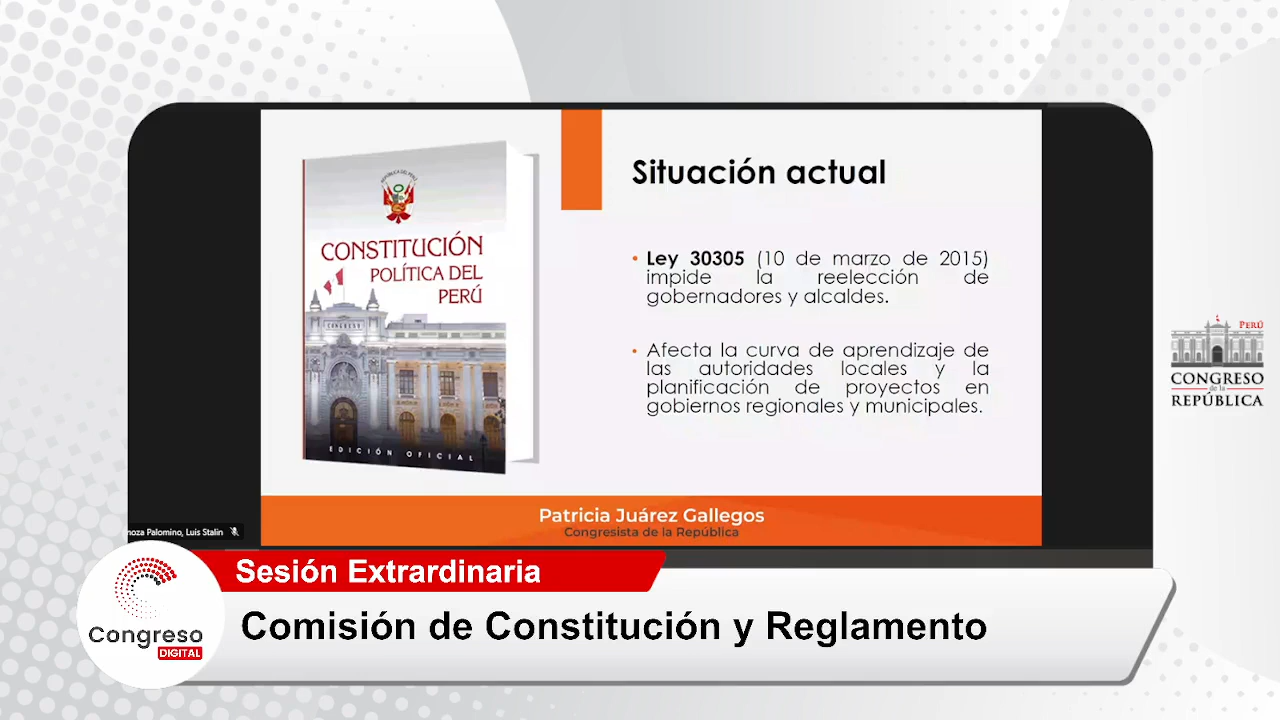 REPÚBLICA DEL PERÚ
CONSTITUCIÓN
POLÍTICA DEL
PERÚ
CONGRESO
EDICIÓN OFICIAL
Situación actual
• Ley 30305 (10 de marzo de 2015)
impide la reelección de
gobernadores y alcaldes.
• Afecta la curva de aprendizaje de
las autoridades locales y la
planificación de proyectos en
gobiernos regionales y municipales.
Patricia Juárez Gallegos
Congresista de la República
noza Palomino, Luis Stalin
PERÚ
CONGRESO
de la
REPÚBLICA
Sesión Extrardinaria
Comisión de Constitución y Reglamento
Congreso
DIGITAL